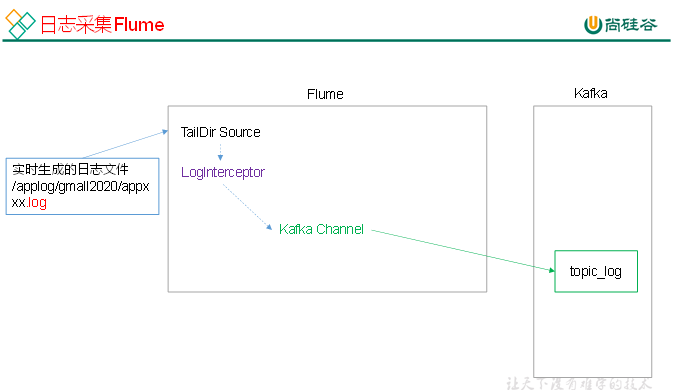 日志采集Flume
尚硅谷
Flume
Kafka
TailDir Source
实时生成的日志文件
/applog/gmall2020/appx
xx.log
LogInterceptor
Kafka Channel
topic_log
让天下没有难学的技术